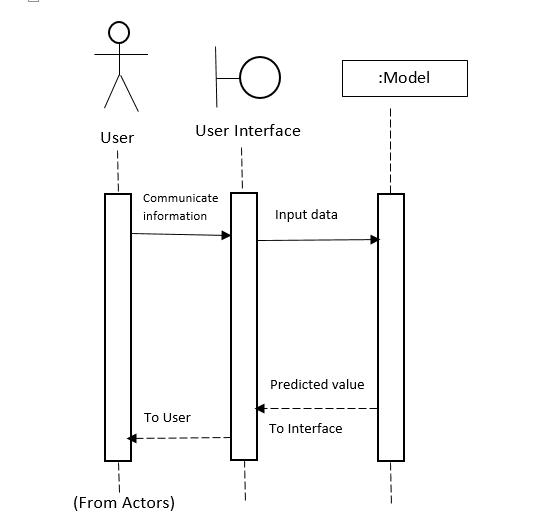 :Model
User
User Interface
Communicate
information
Input data
Predicted value
To User
To Interface
(From Actors)